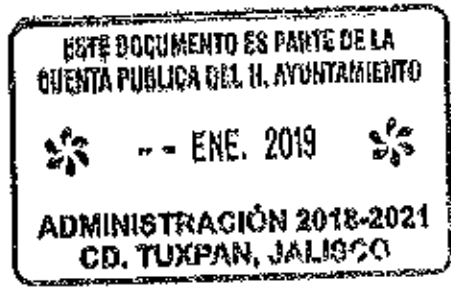 ESTE DOCUMENTO ES PARTE DE LA
CUENTA PUBLICA DEL H. AYUNTAMIENTO
-- ENE. 2019
ADMINISTRACIÓN 2018-2021
CD. TUXPAN, JALISCO